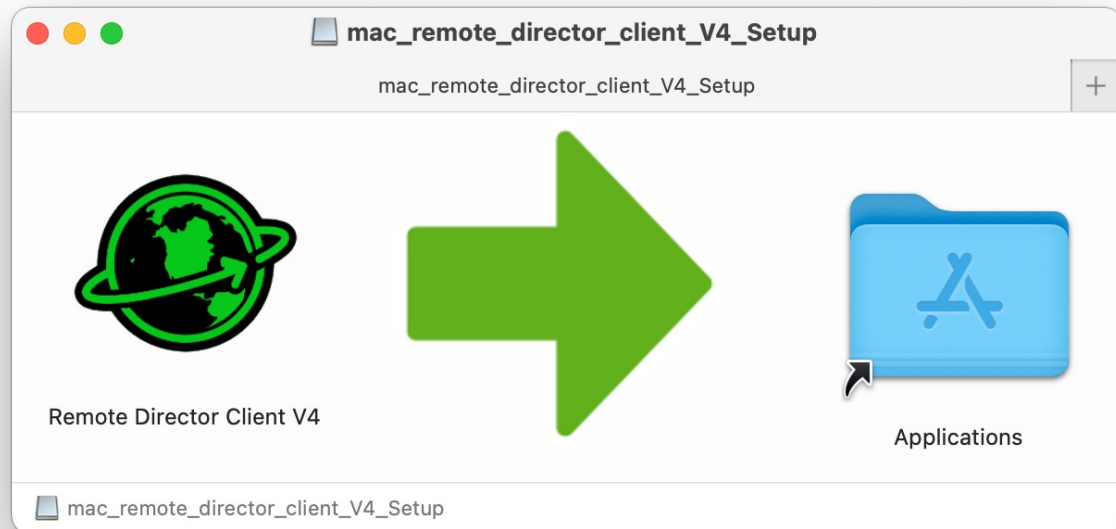 mac_remote_director_client_V4_Setup
mac_remote_director_client_V4_Setup
+
Remote Director Client V4
Applications
mac_remote_director_client_V4_Setup